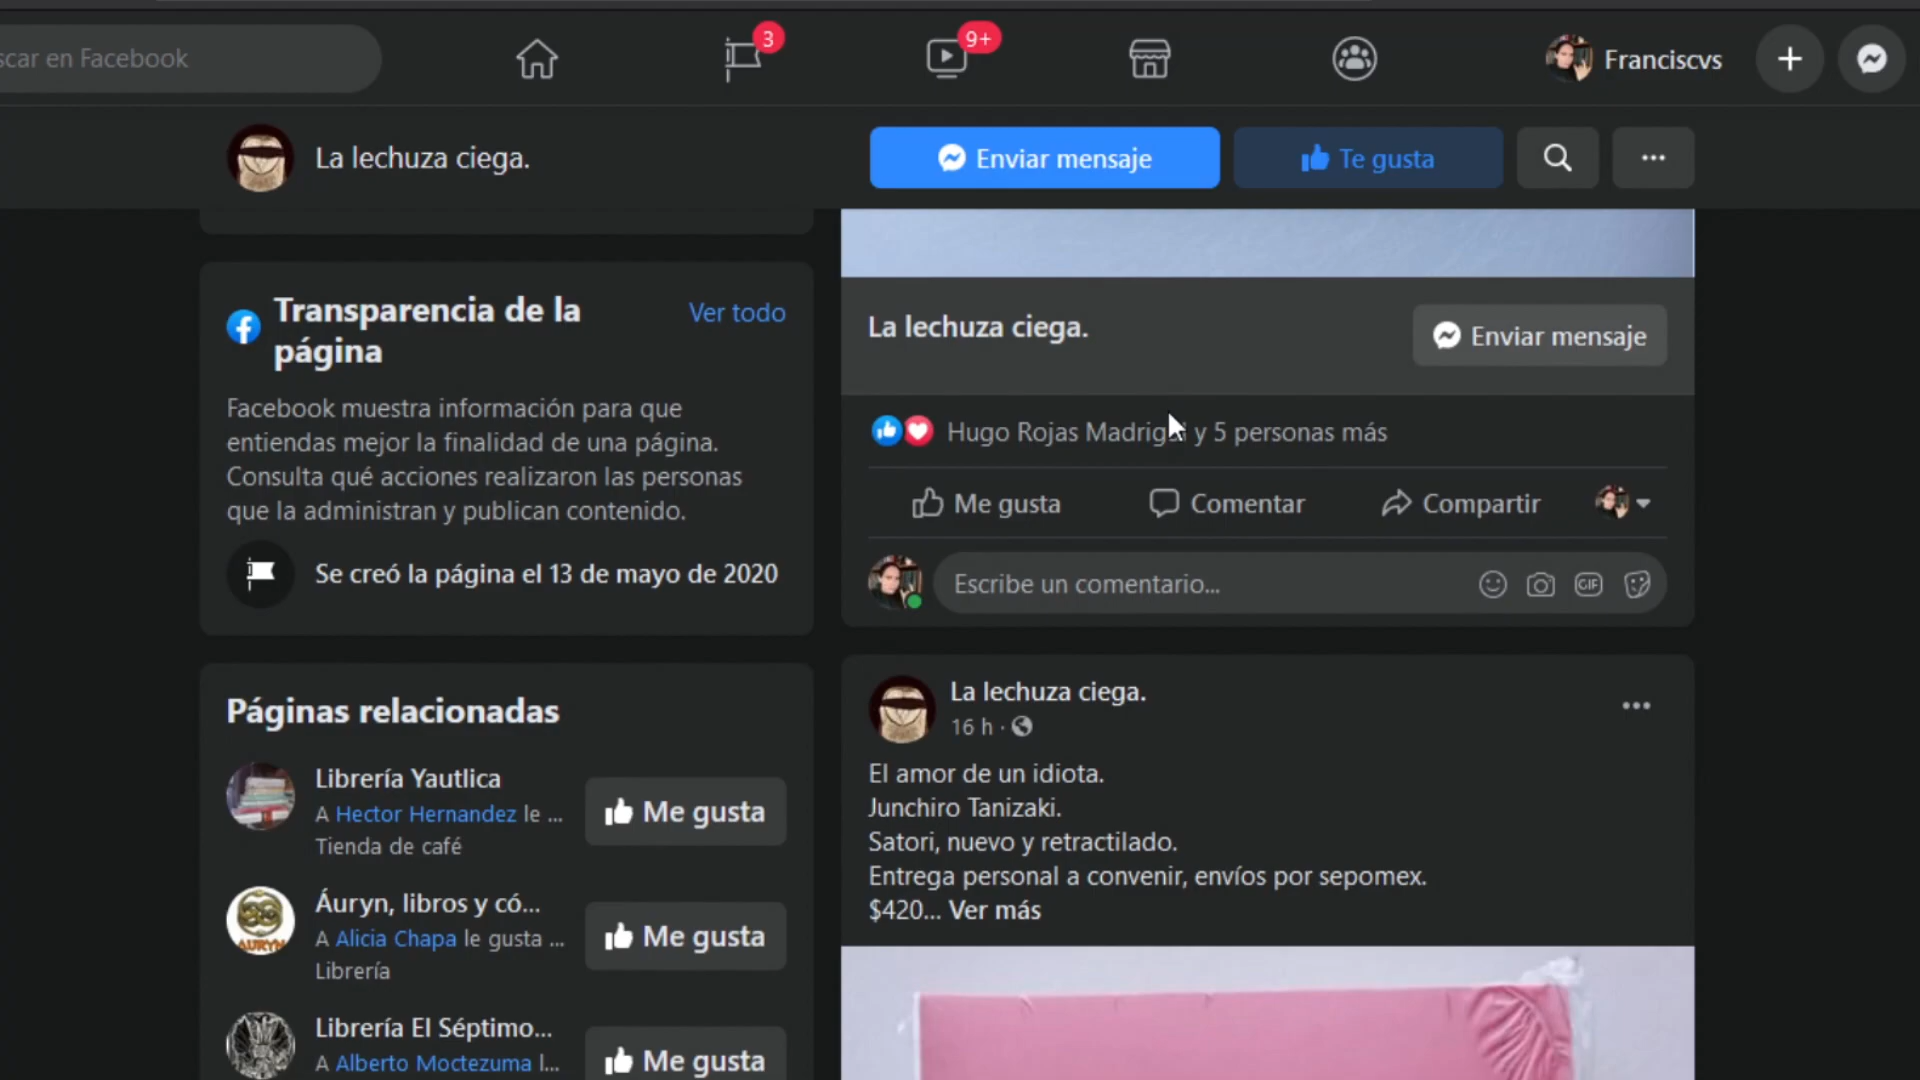 scar en Facebook
3
9+
Franciscvs
La lechuza ciega.
Enviar mensaje
Te gusta
Transparencia de la
página
Ver todo
Facebook muestra información para que
entiendas mejor la finalidad de una página.
Consulta qué acciones realizaron las personas
que la administran y publican contenido.
Se creó la página el 13 de mayo de 2020
Páginas relacionadas
Librería Yautlica
A Hector Hernandez le ...
Tienda de café
Me gusta
Áuryn, libros y có...
A Alicia Chapa le gusta ...
Librería
Me gusta
AURYN
Librería El Séptimo...
A Alberto Moctezuma l...
Me gusta
La lechuza ciega.
Enviar mensaje
Hugo Rojas Madrigal y 5 personas más
Me gusta
Comentar
Compartir
Escribe un comentario...
GIF
La lechuza ciega.
16 h ·
El amor de un idiota.
Junchiro Tanizaki.
Satori, nuevo y retractilado.
Entrega personal a convenir, envíos por sepomex.
$420... Ver más